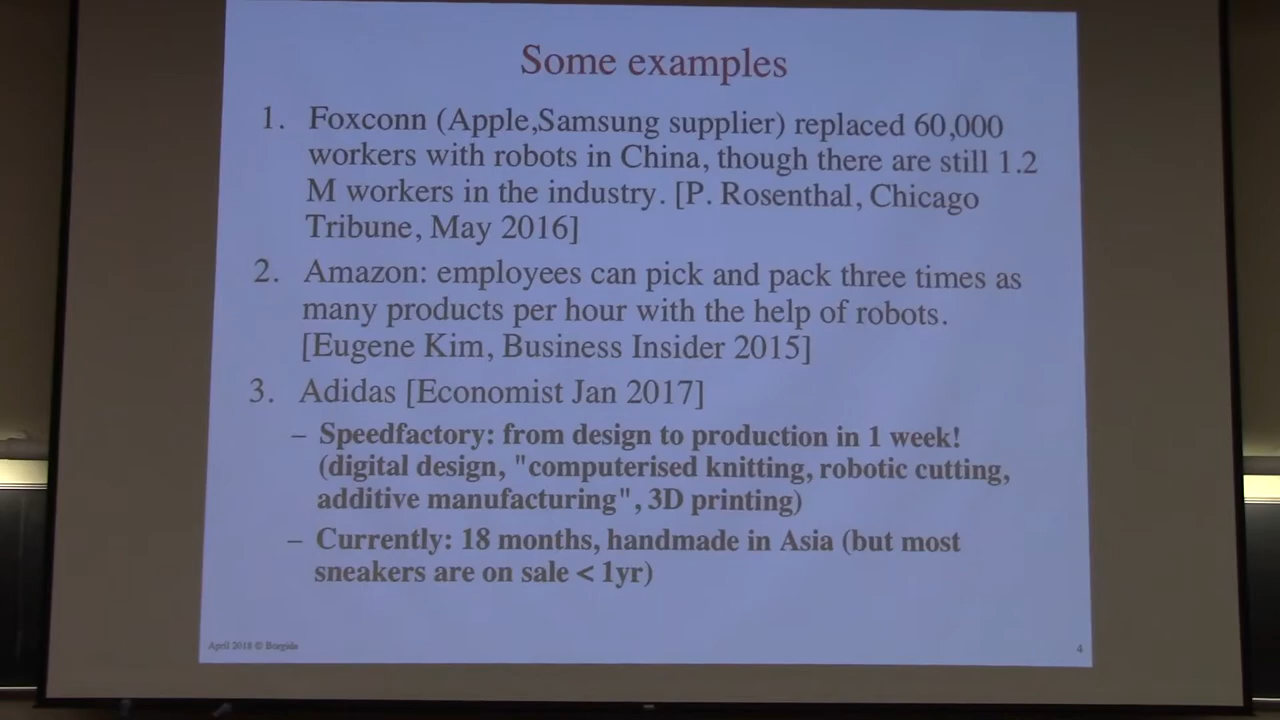 Some examples
1. Foxconn (Apple,Samsung supplier) replaced 60,000
workers with robots in China, though there are still 1.2
M workers in the industry. [P. Rosenthal, Chicago
Tribune, May 2016]
2. Amazon: employees can pick and pack three times as
many products per hour with the help of robots.
[Eugene Kim, Business Insider 2015]
3. Adidas [Economist Jan 2017]
– Speedfactory: from design to production in 1 week!
(digital design, "computerised knitting, robotic cutting,
additive manufacturing", 3D printing)
– Currently: 18 months, handmade in Asia (but most
sneakers are on sale < 1yr)
April 2018 © Borgida
4